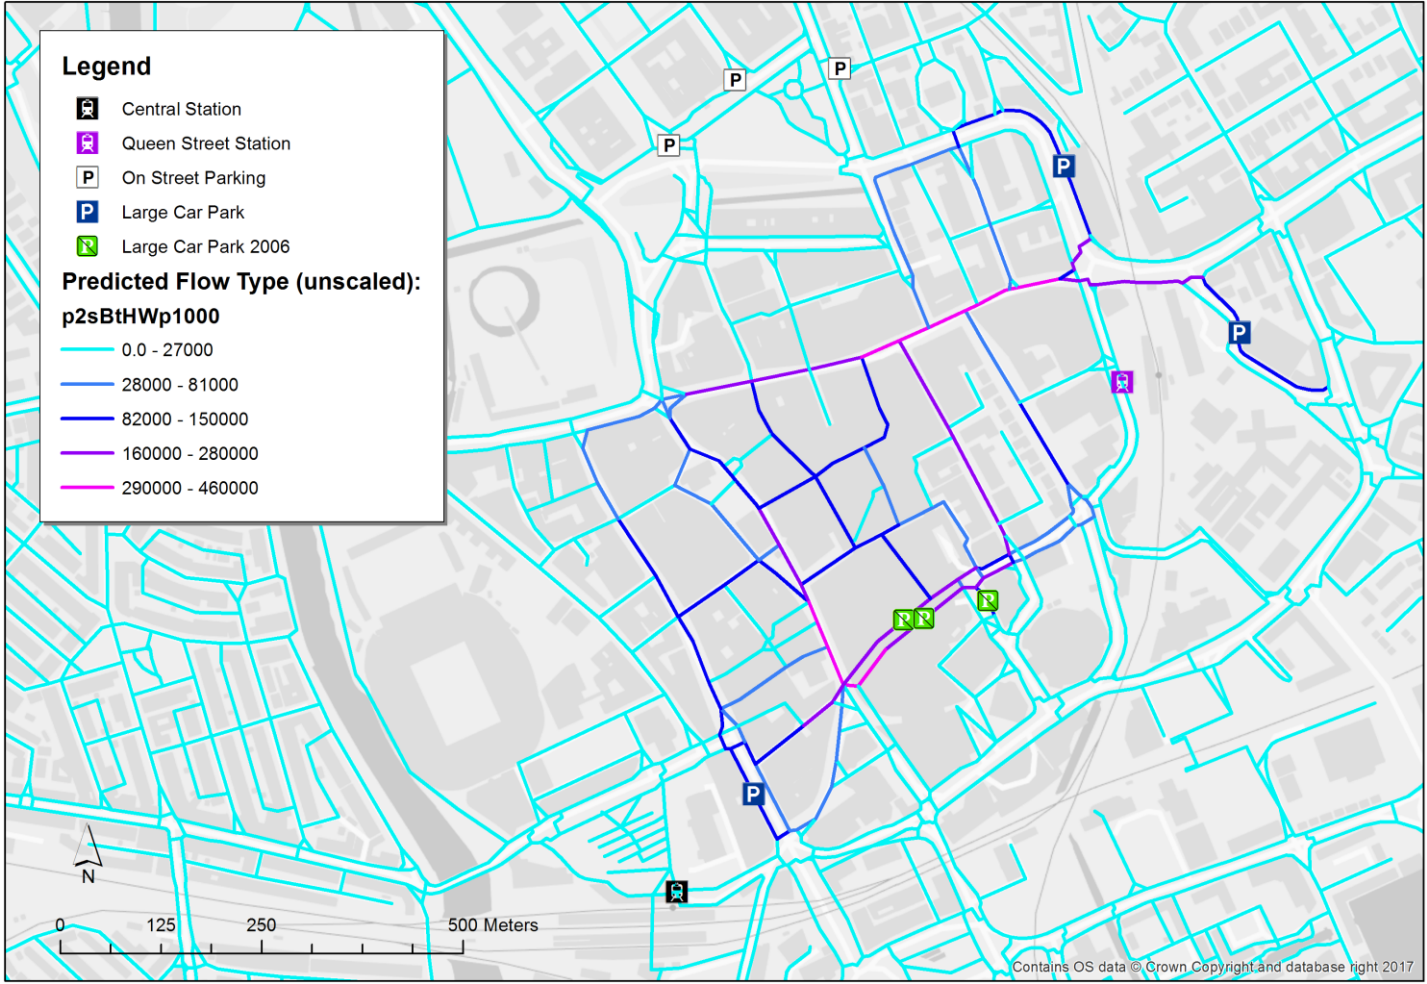 P
P
P
Legend
Central Station
Queen Street Station
P On Street Parking
P Large Car Park
P Large Car Park 2006
Predicted Flow Type (unscaled):
p2sBtHWp1000
0.0 - 27000
28000 - 81000
82000 - 150000
160000 - 280000
290000 - 460000
P
P
P
P P
P
N
0 125 250 500 Meters
Contains OS data © Crown Copyright and database right 2017